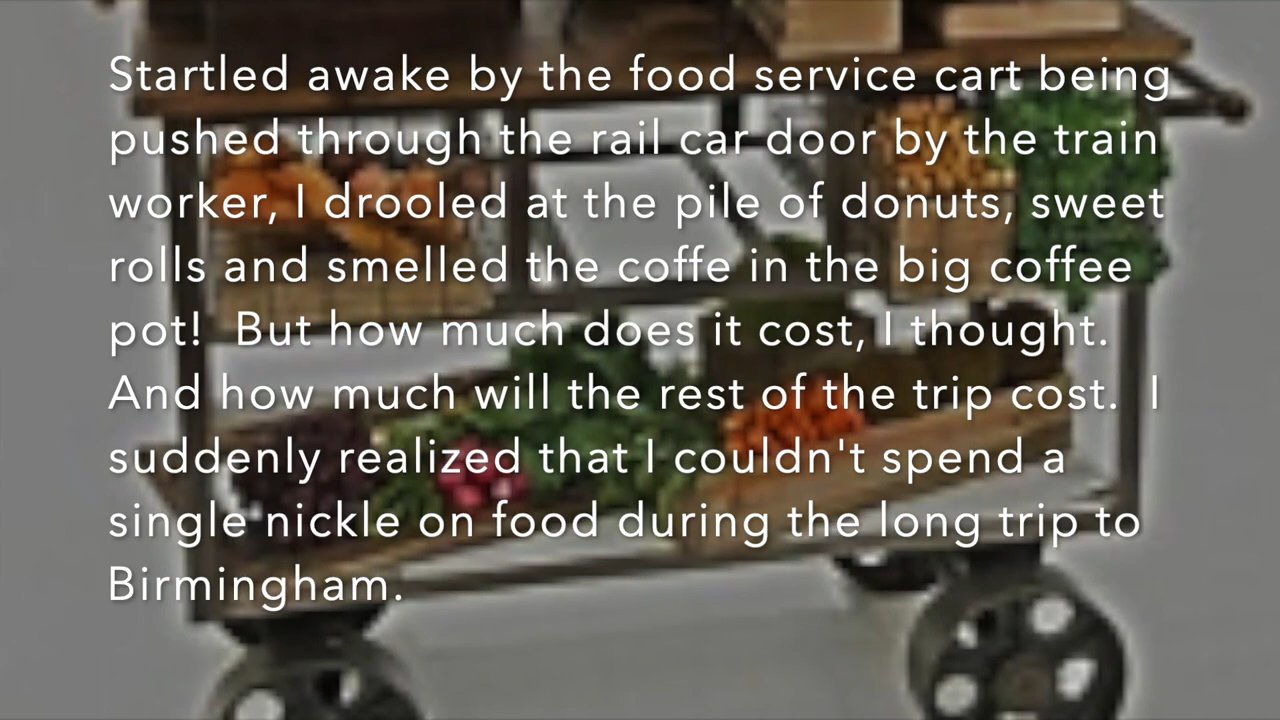 Startled awake by the food service cart being
pushed through the rail car door by the train
worker, I drooled at the pile of donuts, sweet
rolls and smelled the coffe in the big coffee
pot!  But how much does it cost, I thought.
And how much will the rest of the trip cost.  I
suddenly realized that I couldn't spend a
single nickle on food during the long trip to
Birmingham.